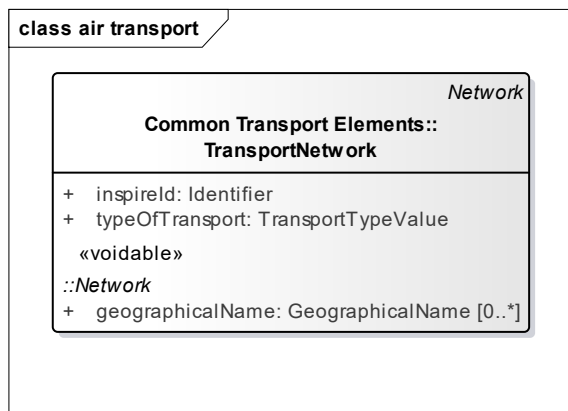 class air transport
Network
Common Transport Elements::
TransportNetwork
+ inspireId: Identifier
+ typeOfTransport: TransportTypeValue
«voidable»
::Network
+ geographicalName: GeographicalName [0..*]